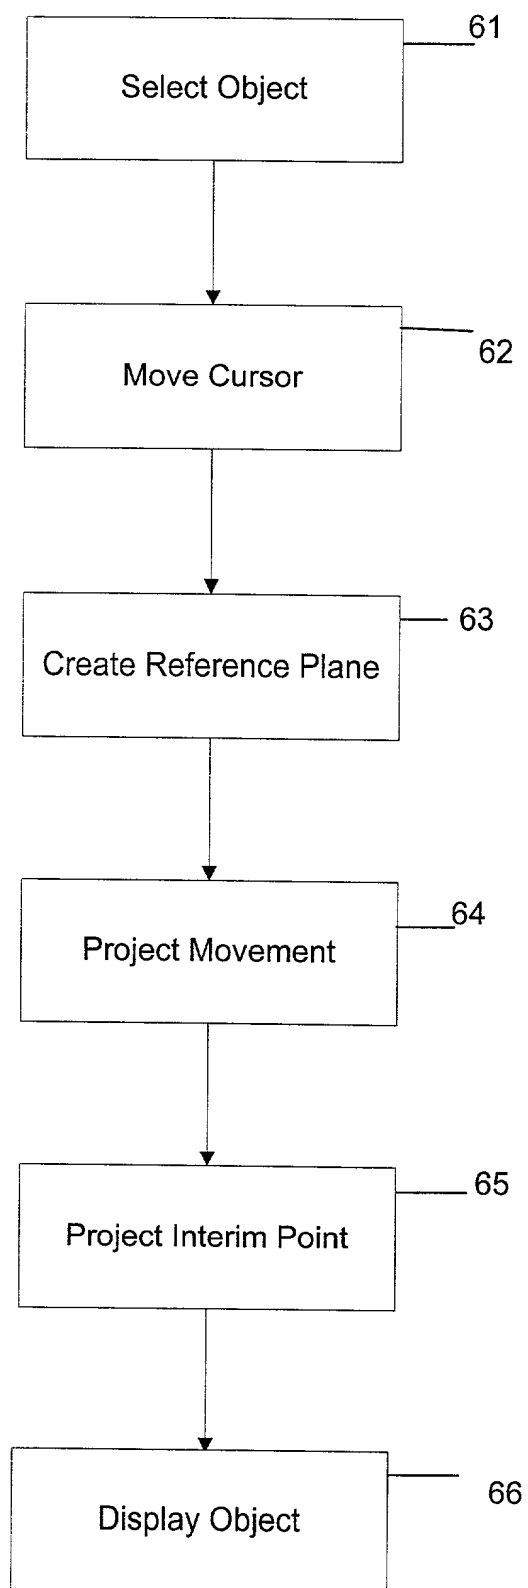 61
Select Object
62
Move Cursor
63
Create Reference Plane
64
Project Movement
65
Project Interim Point
66
Display Object